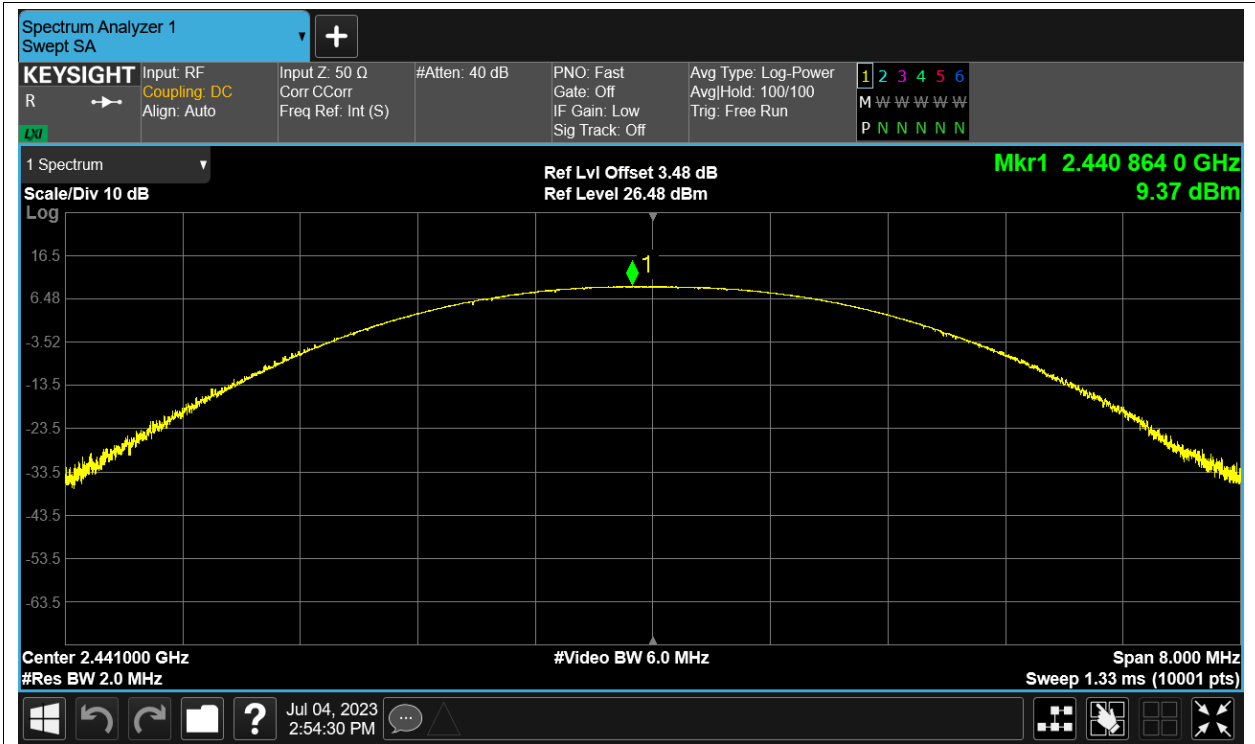 Spectrum Analyzer 1
Swept SA
KEYSIGHT
R
LXI
Input: RF
Coupling: DC
Align: Auto
Input Z: 50 Ω
Corr CCorr
Freq Ref: Int (S)
#Atten: 40 dB
PNO: Fast
Gate: Off
IF Gain: Low
Sig Track: Off
Avg Type: Log-Power
Avg|Hold: 100/100
Trig: Free Run
1 2 3 4 5 6
M W W W W W W
P N N N N N
1 Spectrum
Scale/Div 10 dB
Log
Ref Lvl Offset 3.48 dB
Ref Level 26.48 dBm
Mkr1 2.440 864 0 GHz
9.37 dBm
1
16.5
6.48
-3.52
-13.5
-23.5
-33.5
-43.5
-53.5
-63.5
Center 2.441000 GHz
#Video BW 6.0 MHz
Span 8.000 MHz
#Res BW 2.0 MHz
Sweep 1.33 ms (10001 pts)
?
Jul 04, 2023
2:54:30 PM